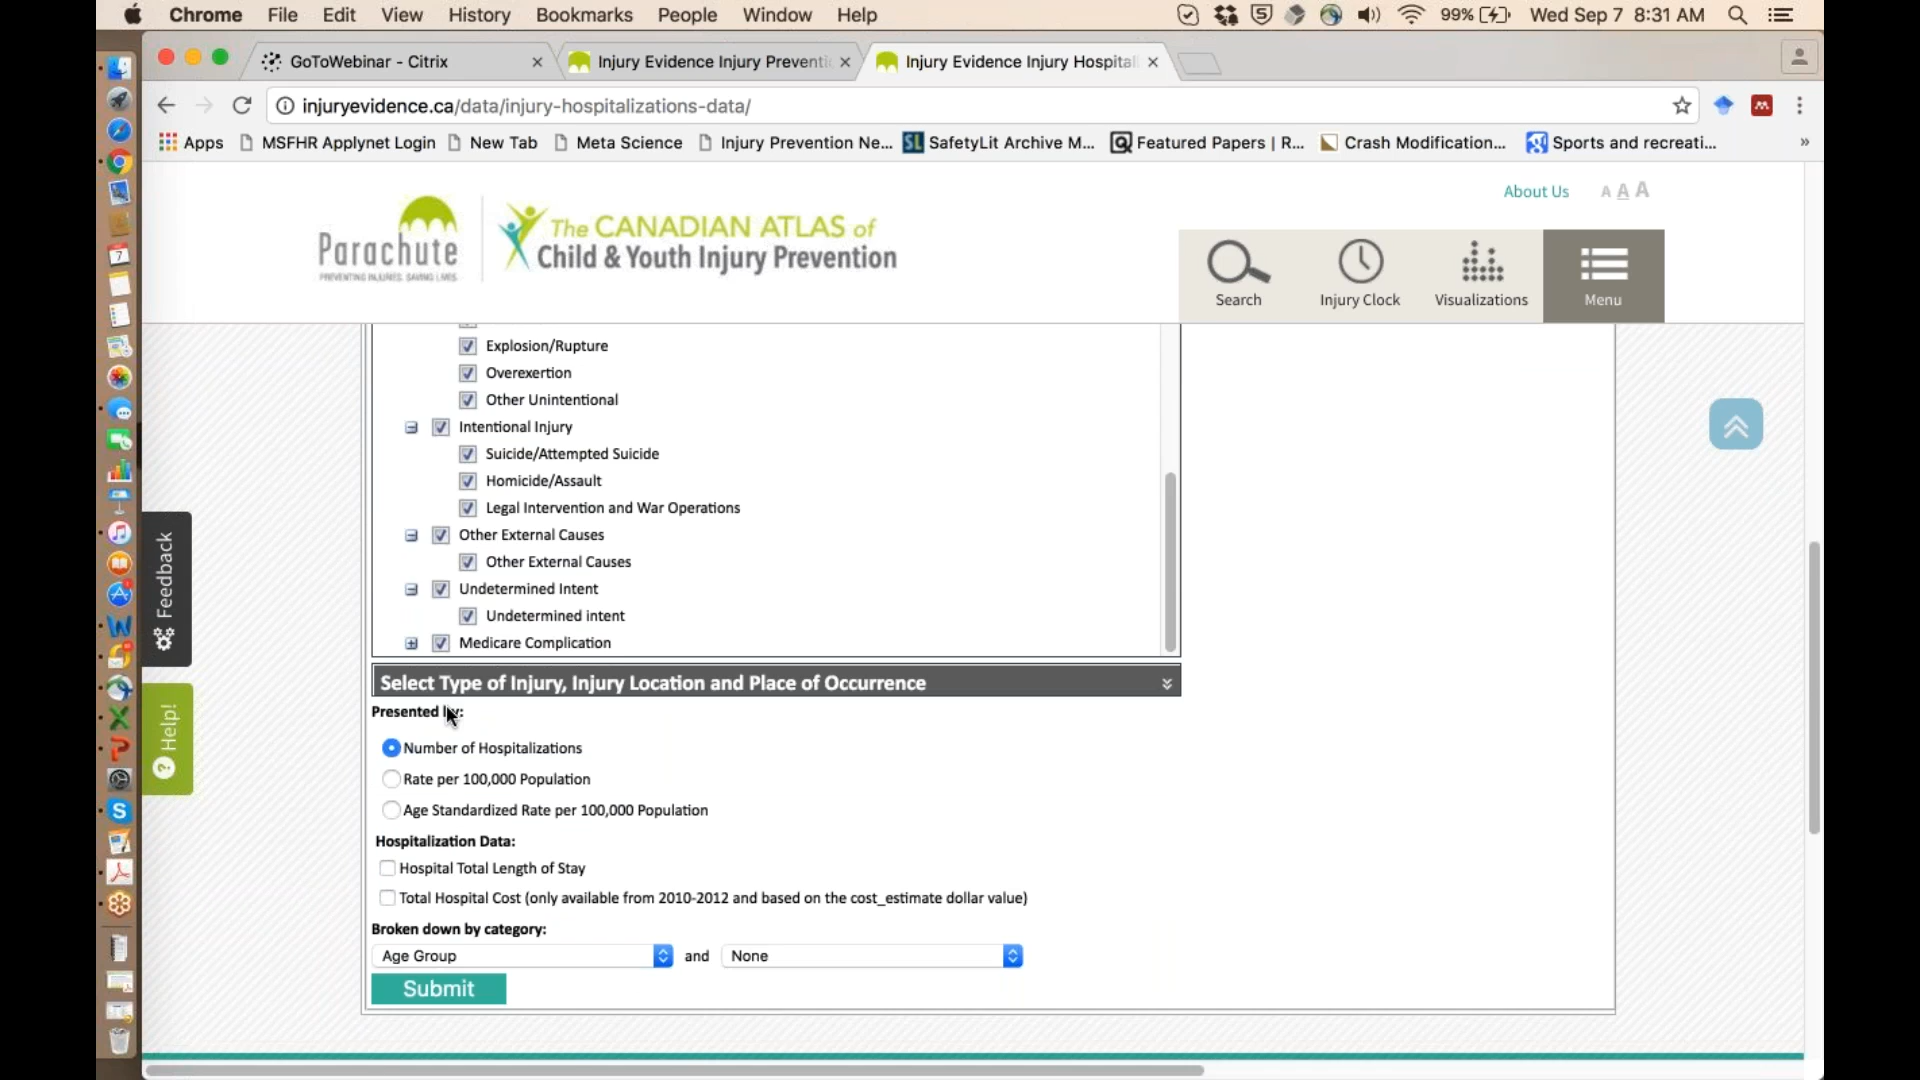 Chrome File Edit View History Bookmarks People Window Help 99% Wed Sep 7 8:31 AM
GoToWebinar - Citrix
Injury Evidence Injury Preventi
Injury Evidence Injury Hospital
injuryevidence.ca/data/injury-hospitalizations-data/
Apps MSFHR Applynet Login New Tab Meta Science Injury Prevention Ne... SL SafetyLit Archive M... Featured Papers | R... Crash Modification... Sports and recreati... »
About Us A A A
Parachute
PREVENTING INJURIES. SAVING LIVES.
The CANADIAN ATLAS of
Child & Youth Injury Prevention
Search Injury Clock Visualizations Menu
Explosion/Rupture
Overexertion
Other Unintentional
Intentional Injury
Suicide/Attempted Suicide
Homicide/Assault
Legal Intervention and War Operations
Other External Causes
Other External Causes
Undetermined Intent
Undetermined intent
Medicare Complication
Feedback
Help!
Select Type of Injury, Injury Location and Place of Occurrence
Presented by:
Number of Hospitalizations
Rate per 100,000 Population
Age Standardized Rate per 100,000 Population
Hospitalization Data:
Hospital Total Length of Stay
Total Hospital Cost (only available from 2010-2012 and based on the cost_estimate dollar value)
Broken down by category:
Age Group and None
Submit